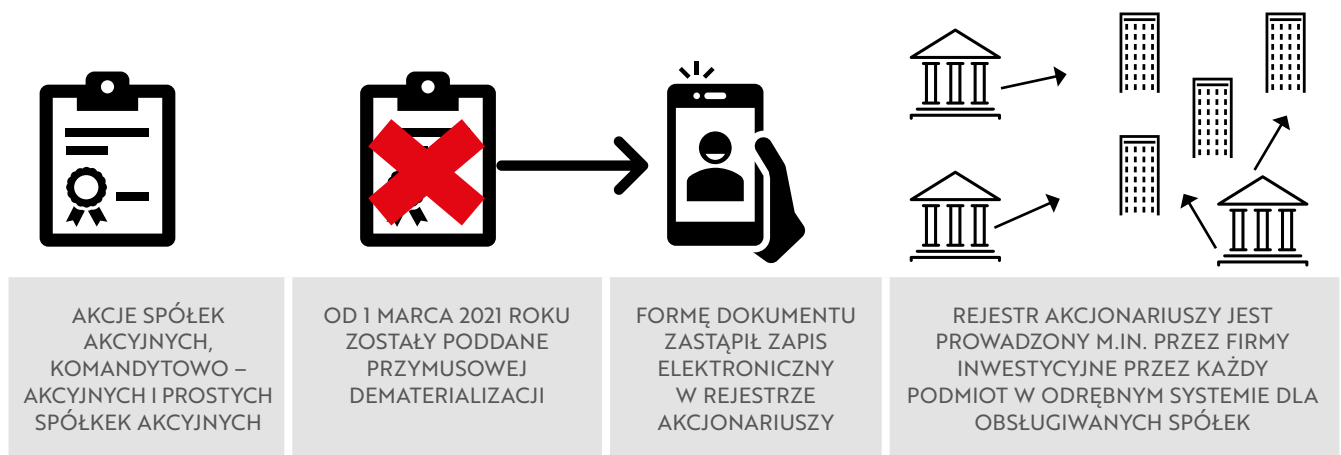 AKCJE SPÓŁEK
AKCYJNYCH,
KOMANDYTOWO –
AKCYJNYCH I PROSTYCH
SPÓŁKEK AKCYJNYCH
OD 1 MARCA 2021 ROKU
ZOSTAŁY PODDANE
PRZYMUSOWEJ
DEMATERIALIZACJI
FORMĘ DOKUMENTU
ZASTĄPIŁ ZAPIS
ELEKTRONICZNY
W REJESTRZE
AKCJONARIUSZY
REJESTR AKCJONARIUSZY JEST
PROWADZONY M.IN. PRZEZ FIRMY
INWESTYCYJNE PRZEZ KAŻDY
PODMIOT W ODRĘBNYM SYSTEMIE DLA
OBSŁUGIWANYCH SPÓŁEK